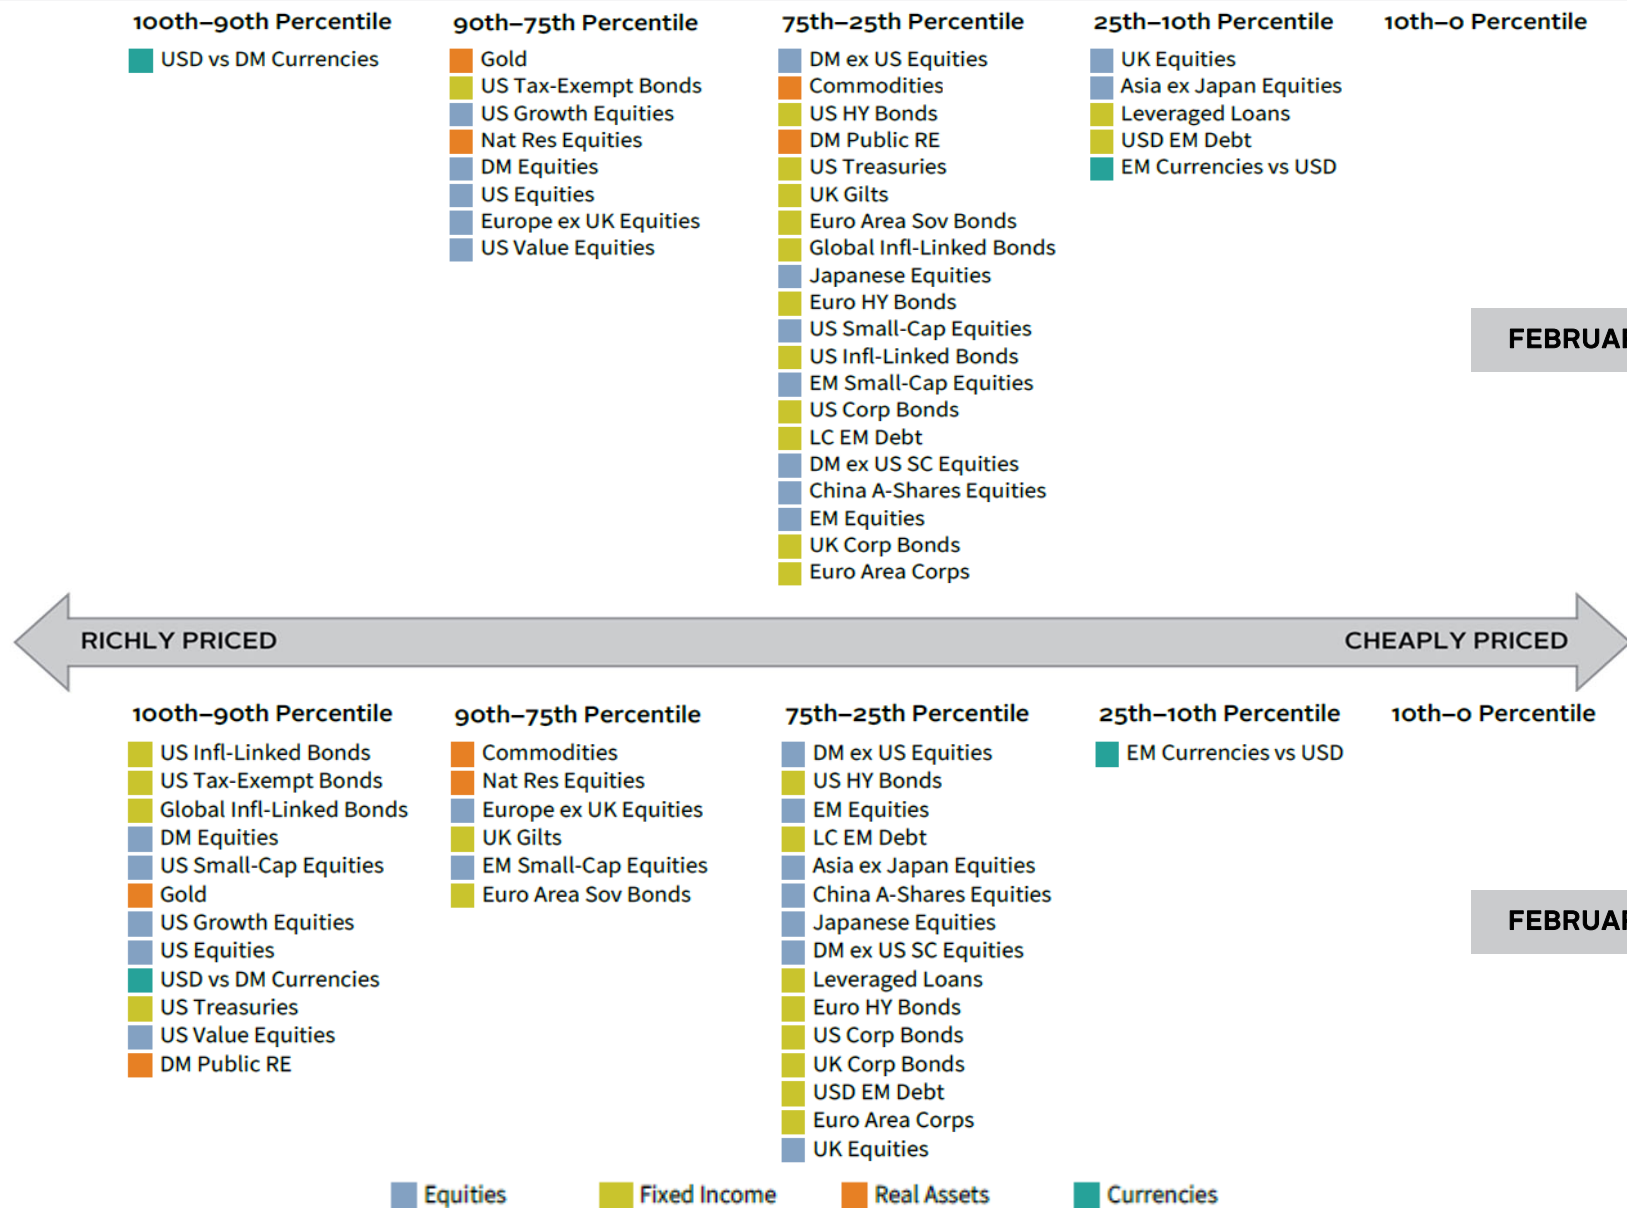 100th–90th Percentile
USD vs DM Currencies
90th–75th Percentile
Gold
US Tax-Exempt Bonds
US Growth Equities
Nat Res Equities
DM Equities
US Equities
Europe ex UK Equities
US Value Equities
75th–25th Percentile
DM ex US Equities
Commodities
US HY Bonds
DM Public RE
US Treasuries
UK Gilts
Euro Area Sov Bonds
Global Infl-Linked Bonds
Japanese Equities
Euro HY Bonds
US Small-Cap Equities
US Infl-Linked Bonds
EM Small-Cap Equities
US Corp Bonds
LC EM Debt
DM ex US SC Equities
China A-Shares Equities
EM Equities
UK Corp Bonds
Euro Area Corps
25th–10th Percentile
UK Equities
Asia ex Japan Equities
Leveraged Loans
USD EM Debt
EM Currencies vs USD
10th–0 Percentile
RICHLY PRICED
CHEAPLY PRICED
100th–90th Percentile
US Infl-Linked Bonds
US Tax-Exempt Bonds
Global Infl-Linked Bonds
DM Equities
US Small-Cap Equities
Gold
US Growth Equities
US Equities
USD vs DM Currencies
US Treasuries
US Value Equities
DM Public RE
90th–75th Percentile
Commodities
Nat Res Equities
Europe ex UK Equities
UK Gilts
EM Small-Cap Equities
Euro Area Sov Bonds
75th–25th Percentile
DM ex US Equities
US HY Bonds
EM Equities
LC EM Debt
Asia ex Japan Equities
China A-Shares Equities
Japanese Equities
DM ex US SC Equities
Leveraged Loans
Euro HY Bonds
US Corp Bonds
UK Corp Bonds
USD EM Debt
Euro Area Corps
UK Equities
25th–10th Percentile
EM Currencies vs USD
10th–0 Percentile
Equities
Fixed Income
Real Assets
Currencies